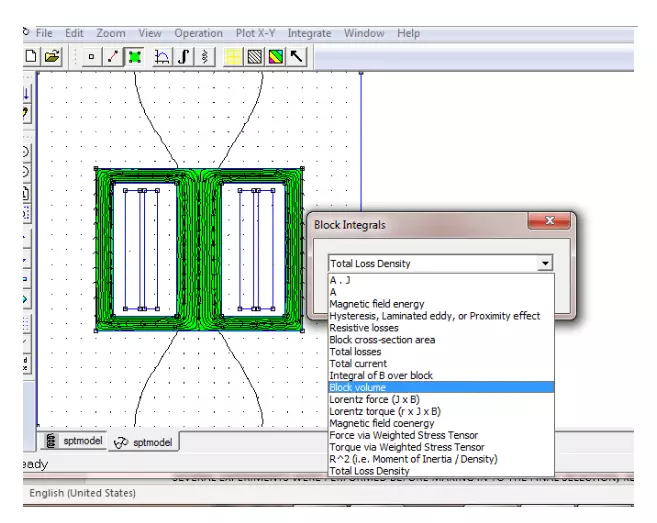 File Edit Zoom View Operation Plot X-Y Integrate Window Help
Block Integrals
Total Loss Density
A . J
A
Magnetic field energy
Hysteresis, Laminated eddy, or Proximity effect
Resistive losses
Block cross-section area
Total losses
Total current
Integral of B over block
Block volume
Lorentz force (J x B)
Lorentz torque (r x J x B)
Magnetic field coenergy
Force via Weighted Stress Tensor
Torque via Weighted Stress Tensor
R^2 (i.e. Moment of Inertia / Density)
Total Loss Density
sptmodel sptmodel
eady
English (United States)